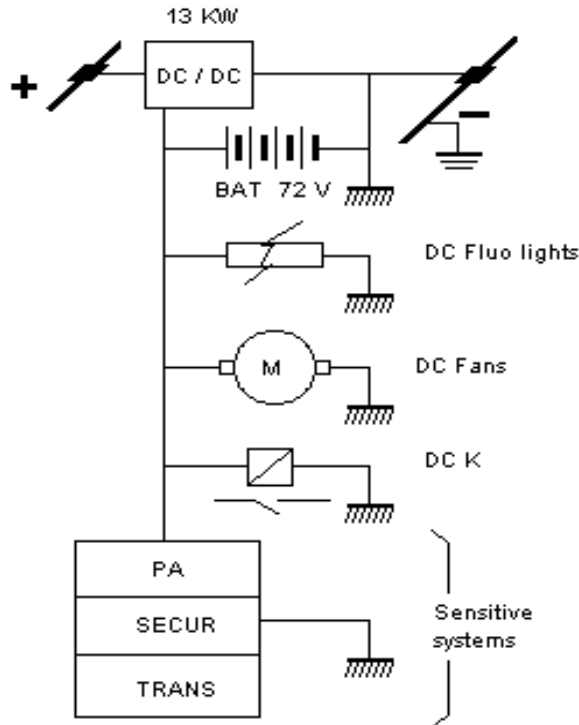 13 KW
+
DC / DC
−
BAT 72 V
DC Fluo lights
M
DC Fans
DC K
PA
SECUR
TRANS
Sensitive
systems